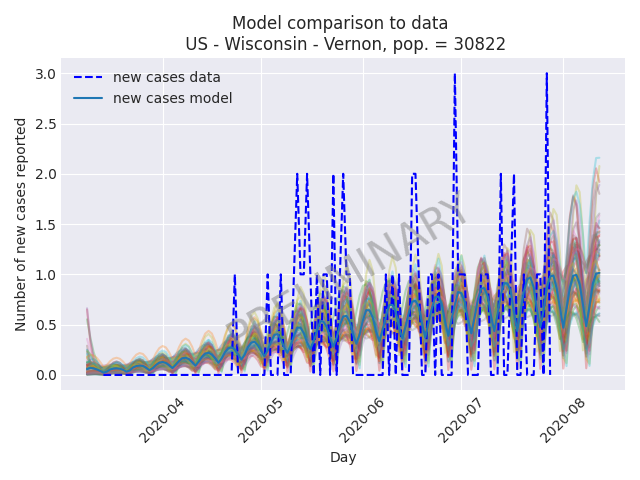 Model comparison to data
US - Wisconsin - Vernon, pop. = 30822
new cases data
new cases model
PRELIMINARY
Number of new cases reported
3.0
2.5
2.0
1.5
1.0
0.5
0.0
2020-04
2020-05
2020-06
2020-07
2020-08
Day